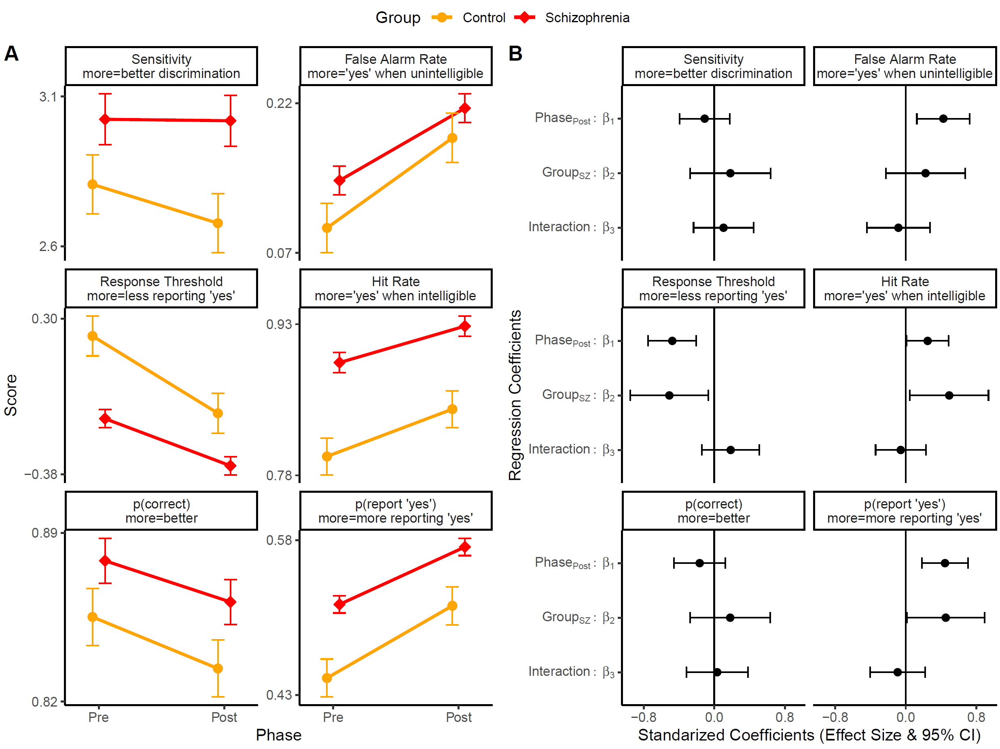 Group Control Schizophrenia
A
Sensitivity
more=better discrimination
False Alarm Rate
more='yes' when unintelligible
3.1
2.6
0.22
0.07
Response Threshold
more=less reporting 'yes'
Hit Rate
more='yes' when intelligible
0.30
−0.38
0.93
0.78
p(correct)
more=better
p(report 'yes')
more=more reporting 'yes'
0.89
0.82
0.58
0.43
Pre
Post
Pre
Post
Score
Phase
B
Sensitivity
more=better discrimination
False Alarm Rate
more='yes' when unintelligible
PhasePost : β1
GroupSZ : β2
Interaction : β3
Response Threshold
more=less reporting 'yes'
Hit Rate
more='yes' when intelligible
PhasePost : β1
GroupSZ : β2
Interaction : β3
p(correct)
more=better
p(report 'yes')
more=more reporting 'yes'
PhasePost : β1
GroupSZ : β2
Interaction : β3
−0.8
0.0
0.8
−0.8
0.0
0.8
Regression Coefficients
Standarized Coefficients (Effect Size & 95% CI)